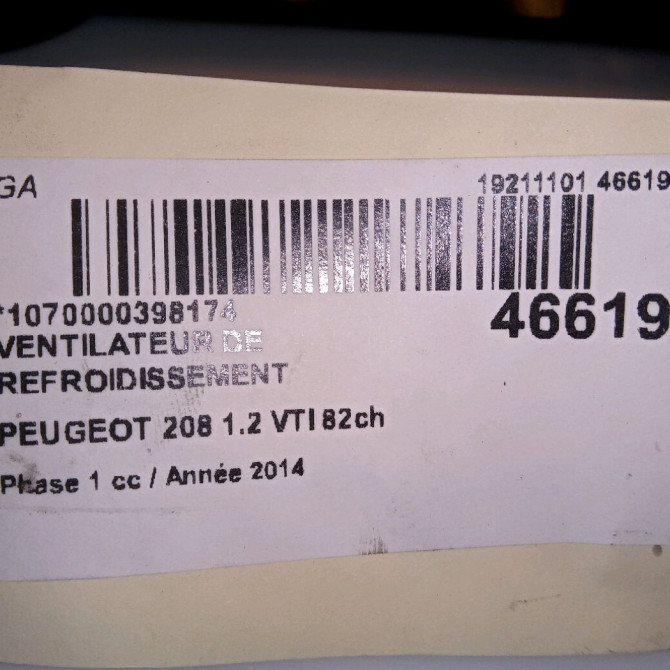 GA
19211101 46619
*1070000398174
46619
VENTILATEUR DE
REFROIDISSEMENT
PEUGEOT 208 1.2 VTI 82ch
Phase 1 cc / Année 2014